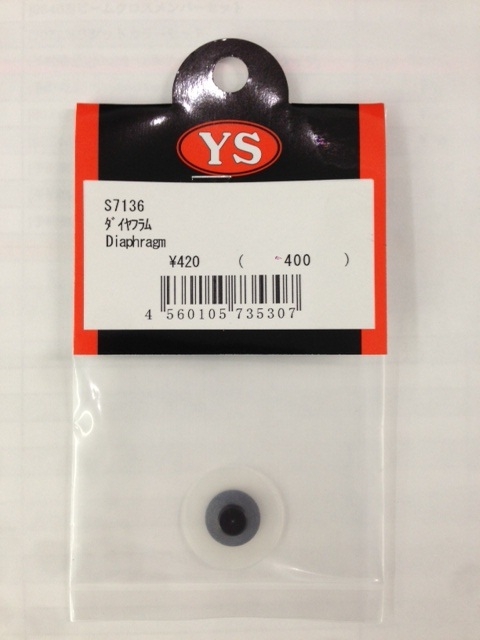 YS
S7136
ﾀﾞｲﾔﾌﾗﾑ
Diaphragm
¥420 ( 400 )
4 560105 735307